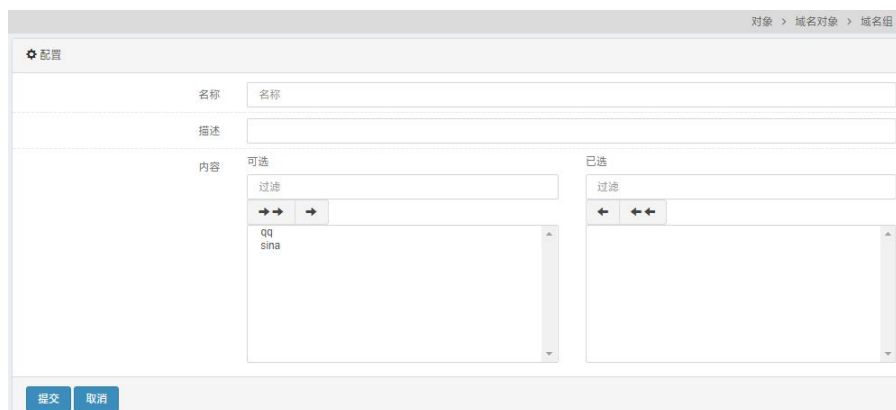 对象 > 域名对象 > 域名组
配置
名称 名称
描述
内容 可选 已选
过滤 过滤
qq
sina
提交 取消